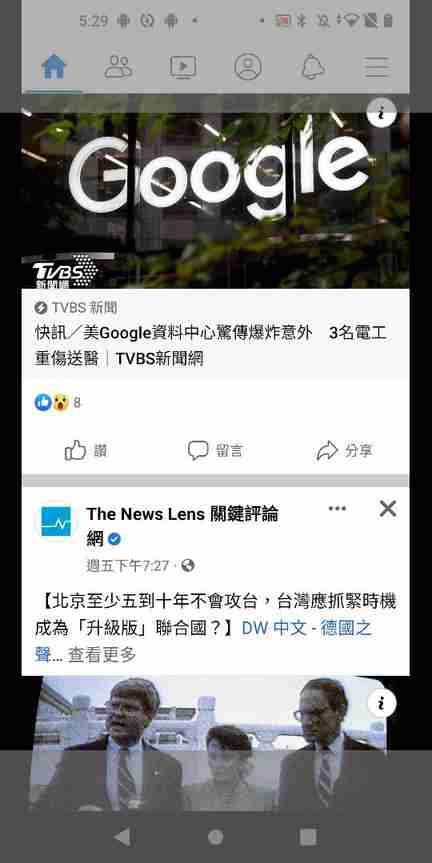 5:29
Google
TVBS
新聞網
TVBS 新聞
快訊／美Google資料中心驚傳爆炸意外　3名電工
重傷送醫｜TVBS新聞網
8
讚
留言
分享
The News Lens 關鍵評論
網
週五下午7:27 ·
【北京至少五到十年不會攻台，台灣應抓緊時機
成為「升級版」聯合國？】DW 中文 - 德國之
聲... 查看更多